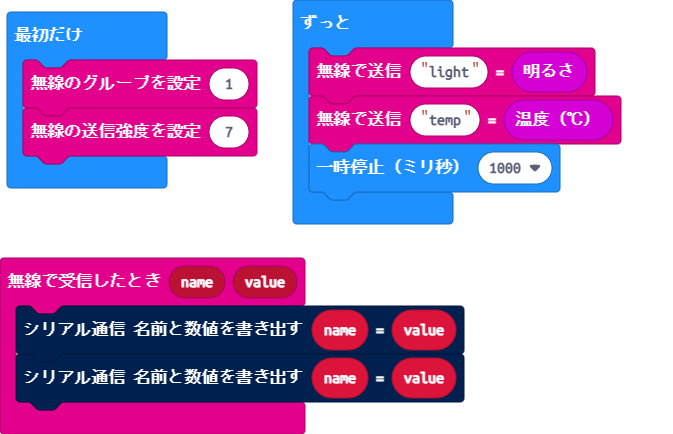 最初だけ
無線のグループを設定 1
無線の送信強度を設定 7
ずっと
無線で送信 "light" = 明るさ
無線で送信 "temp" = 温度（℃）
一時停止（ミリ秒） 1000
無線で受信したとき name value
シリアル通信 名前と数値を書き出す name = value
シリアル通信 名前と数値を書き出す name = value